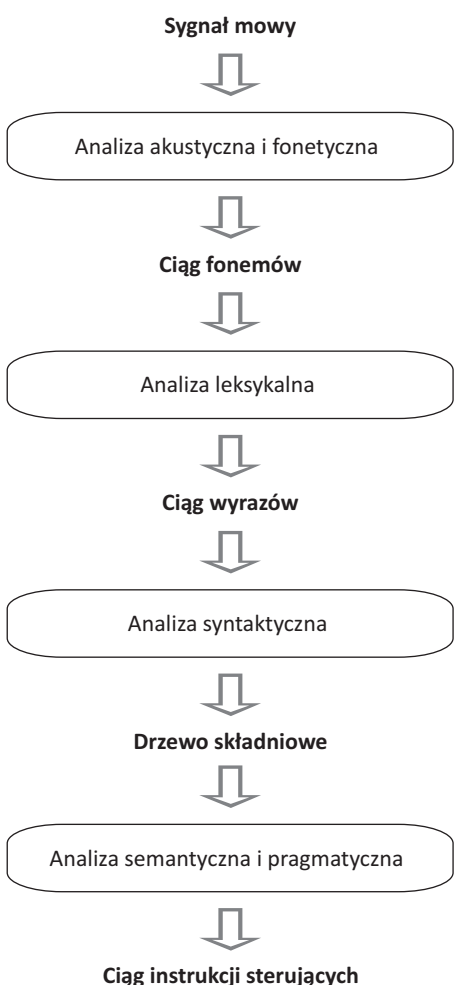 Sygnał mowy
Analiza akustyczna i fonetyczna
Ciąg fonemów
Analiza leksykalna
Ciąg wyrazów
Analiza syntaktyczna
Drzewo składniowe
Analiza semantyczna i pragmatyczna
Ciąg instrukcji sterujących